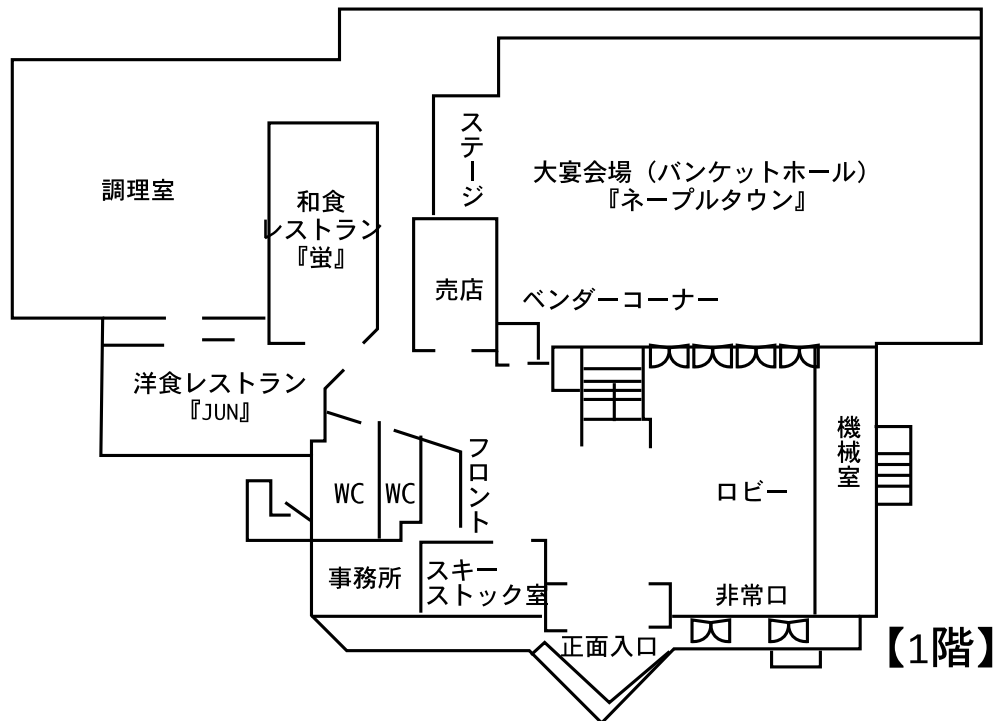 調理室
和食
レストラン
『蛍』
ステージ
大宴会場（バンケットホール）
『ネープルタウン』
売店
ベンダーコーナー
洋食レストラン
『JUN』
フロント
WC
WC
ロビー
機械室
事務所
スキー
ストック室
非常口
正面入口
【1階】